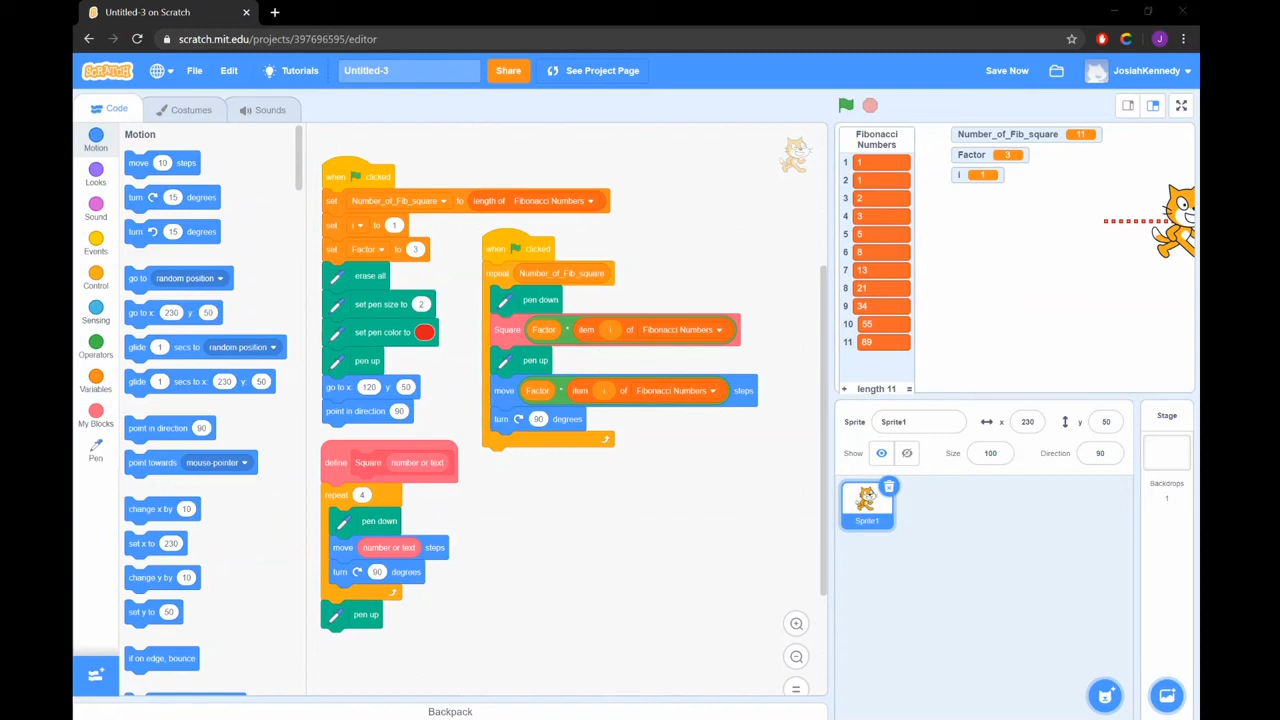 Untitled-3 on Scratch
scratch.mit.edu/projects/397696595/editor
J
SCRATCH
File
Edit
Tutorials
Untitled-3
Share
See Project Page
Save Now
JosiahKennedy
Code
Costumes
Sounds
Motion
Looks
Sound
Events
Control
Sensing
Operators
Variables
My Blocks
Pen
Motion
move 10 steps
turn 15 degrees
turn 15 degrees
go to random position
go to x: 230 y: 50
glide 1 secs to random position
glide 1 secs to x: 230 y: 50
point in direction 90
point towards mouse-pointer
change x by 10
set x to 230
change y by 10
set y to 50
if on edge, bounce
when clicked
set Number_of_Fib_square to length of Fibonacci Numbers
set i to 1
set Factor to 3
erase all
set pen size to 2
set pen color to
pen up
go to x: 120 y: 50
point in direction 90
define Square number or text
repeat 4
pen down
move number or text steps
turn 90 degrees
pen up
when clicked
repeat Number_of_Fib_square
pen down
Square Factor * item i of Fibonacci Numbers
pen up
move Factor * item i of Fibonacci Numbers steps
turn 90 degrees
Backpack
Fibonacci
Numbers
1 1
2 1
3 2
4 3
5 5
6 8
7 13
8 21
9 34
10 55
11 89
+ length 11 =
Number_of_Fib_square 11
Factor 3
i 1
Sprite Sprite1 x 230 y 50
Show Size 100 Direction 90
Sprite1
Stage
Backdrops
1